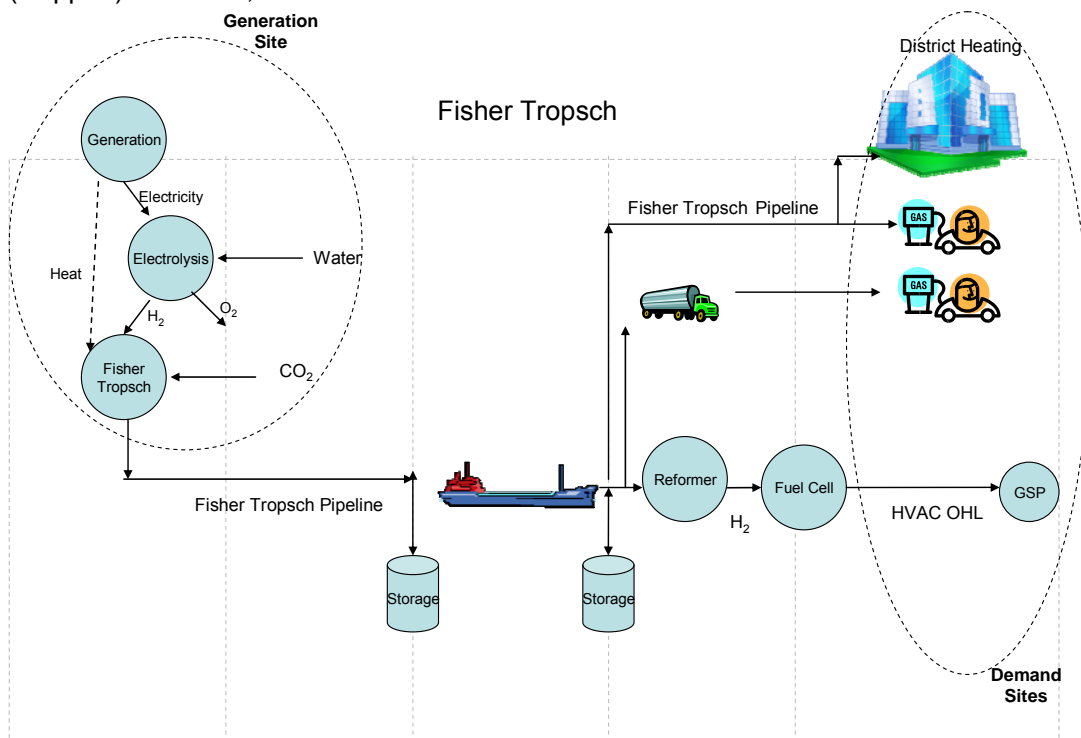 Generation
Site
District Heating
Fisher Tropsch
Generation
Electricity
Fisher Tropsch Pipeline
GAS
Electrolysis
Water
Heat
GAS
H2
O2
Fisher
Tropsch
CO2
Reformer
Fuel Cell
GSP
Fisher Tropsch Pipeline
H2
HVAC OHL
Storage
Storage
Demand
Sites